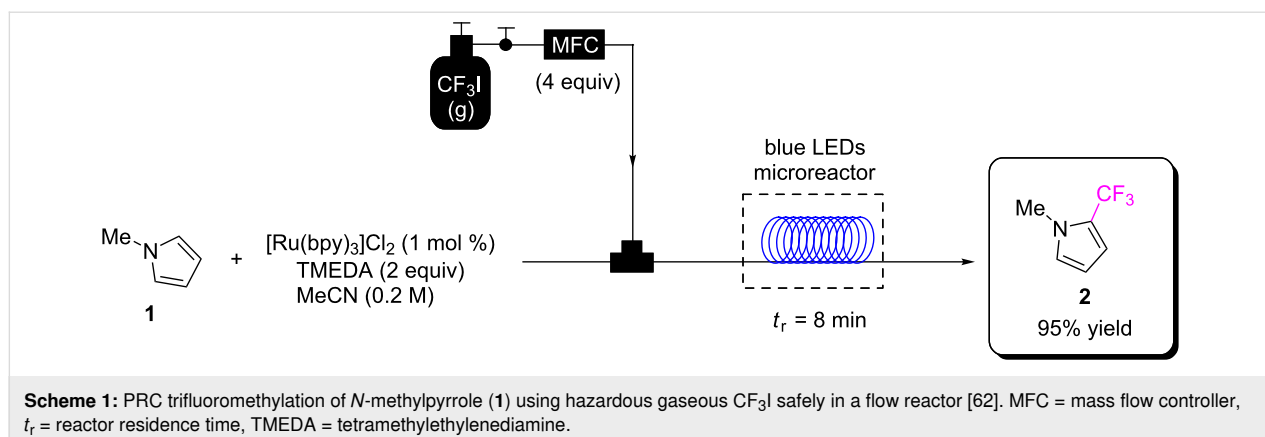 MFC
CF₃I
(g)
(4 equiv)
blue LEDs
microreactor
Me
N
+
[Ru(bpy)₃]Cl₂ (1 mol %)
TMEDA (2 equiv)
MeCN (0.2 M)
1
tᵣ = 8 min
CF₃
Me
N
2
95% yield
Scheme 1: PRC trifluoromethylation of N-methylpyrrole (1) using hazardous gaseous CF₃I safely in a flow reactor [62]. MFC = mass flow controller,
tᵣ = reactor residence time, TMEDA = tetramethylethylenediamine.